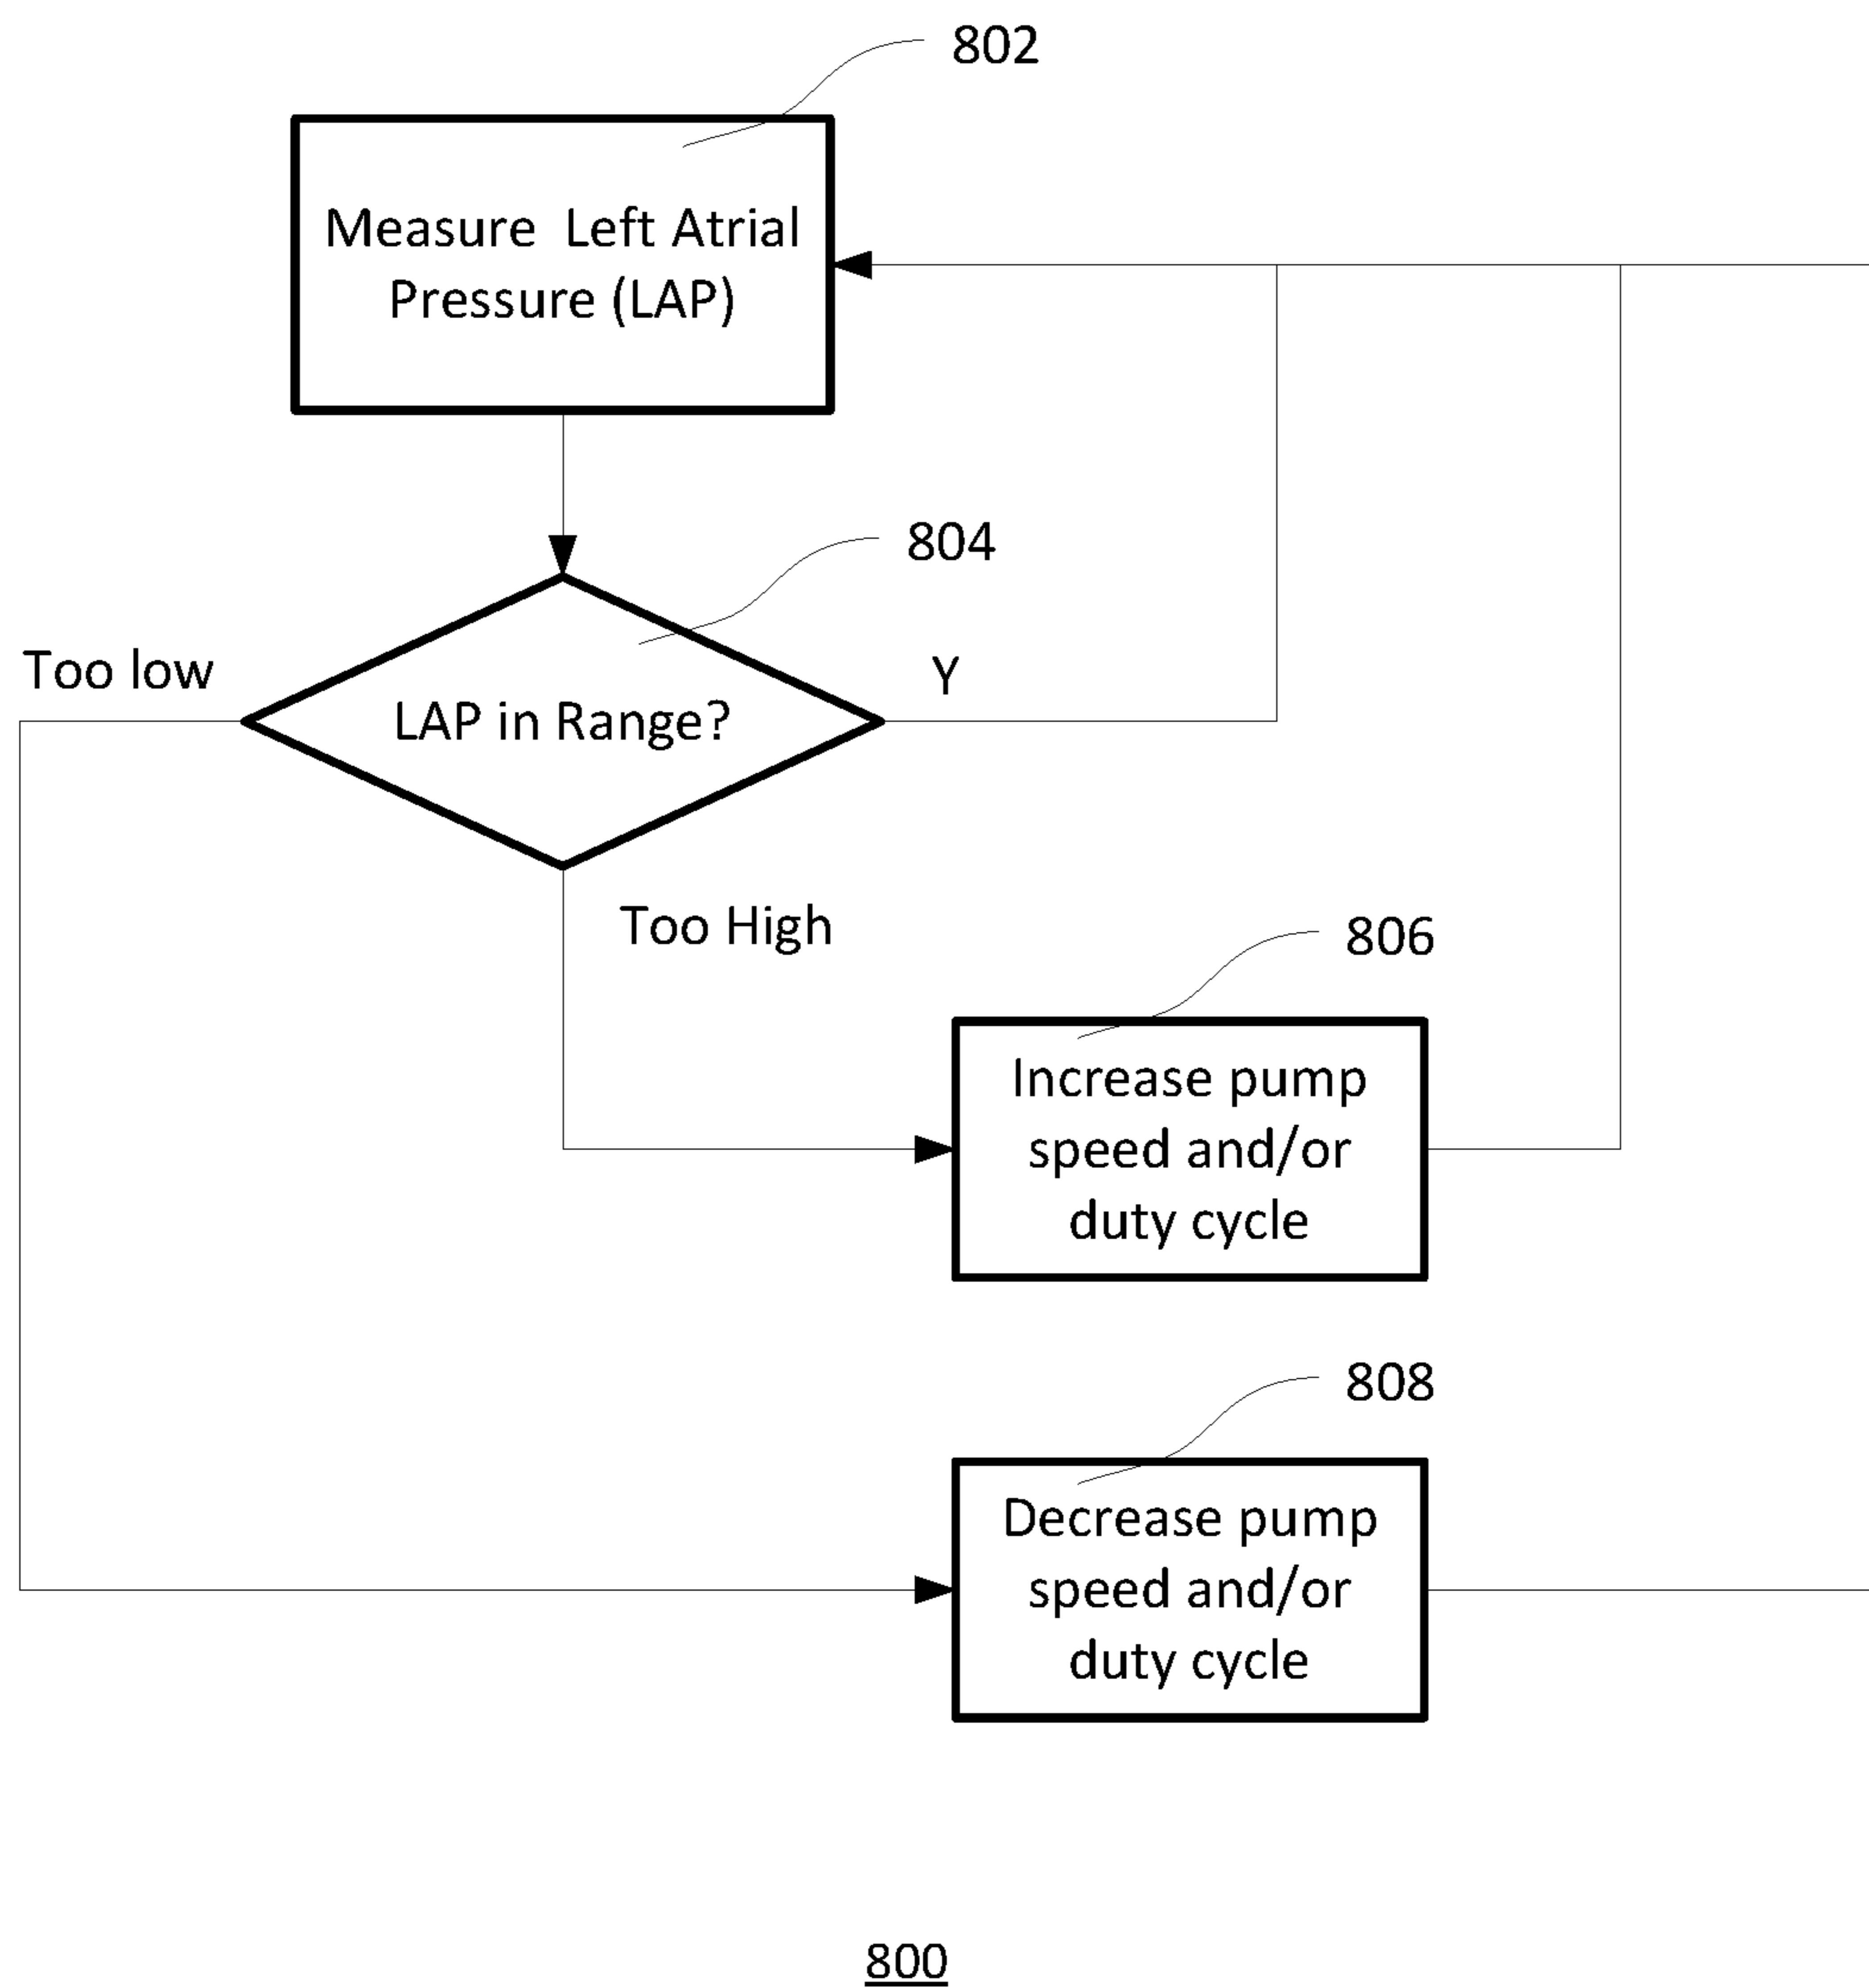 802
Measure  Left Atrial
Pressure (LAP)
804
Too low
Y
LAP in Range?
Too High
806
Increase pump
speed and/or
duty cycle
808
Decrease pump
speed and/or
duty cycle
800